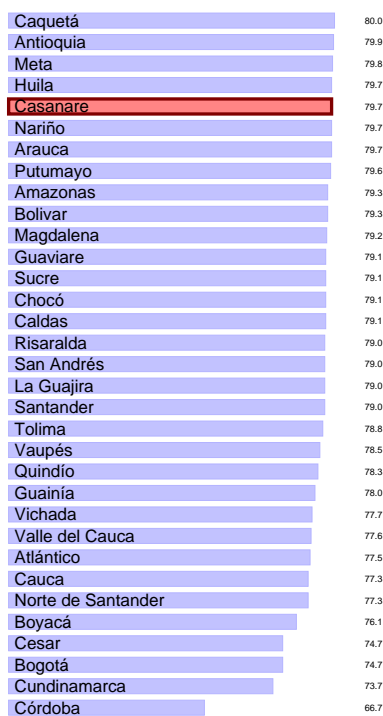 Caquetá 80.0
Antioquia 79.9
Meta 79.8
Huila 79.7
Casanare 79.7
Nariño 79.7
Arauca 79.7
Putumayo 79.6
Amazonas 79.3
Bolivar 79.3
Magdalena 79.2
Guaviare 79.1
Sucre 79.1
Chocó 79.1
Caldas 79.1
Risaralda 79.0
San Andrés 79.0
La Guajira 79.0
Santander 79.0
Tolima 78.8
Vaupés 78.5
Quindío 78.3
Guainía 78.0
Vichada 77.7
Valle del Cauca 77.6
Atlántico 77.5
Cauca 77.3
Norte de Santander 77.3
Boyacá 76.1
Cesar 74.7
Bogotá 74.7
Cundinamarca 73.7
Córdoba 66.7